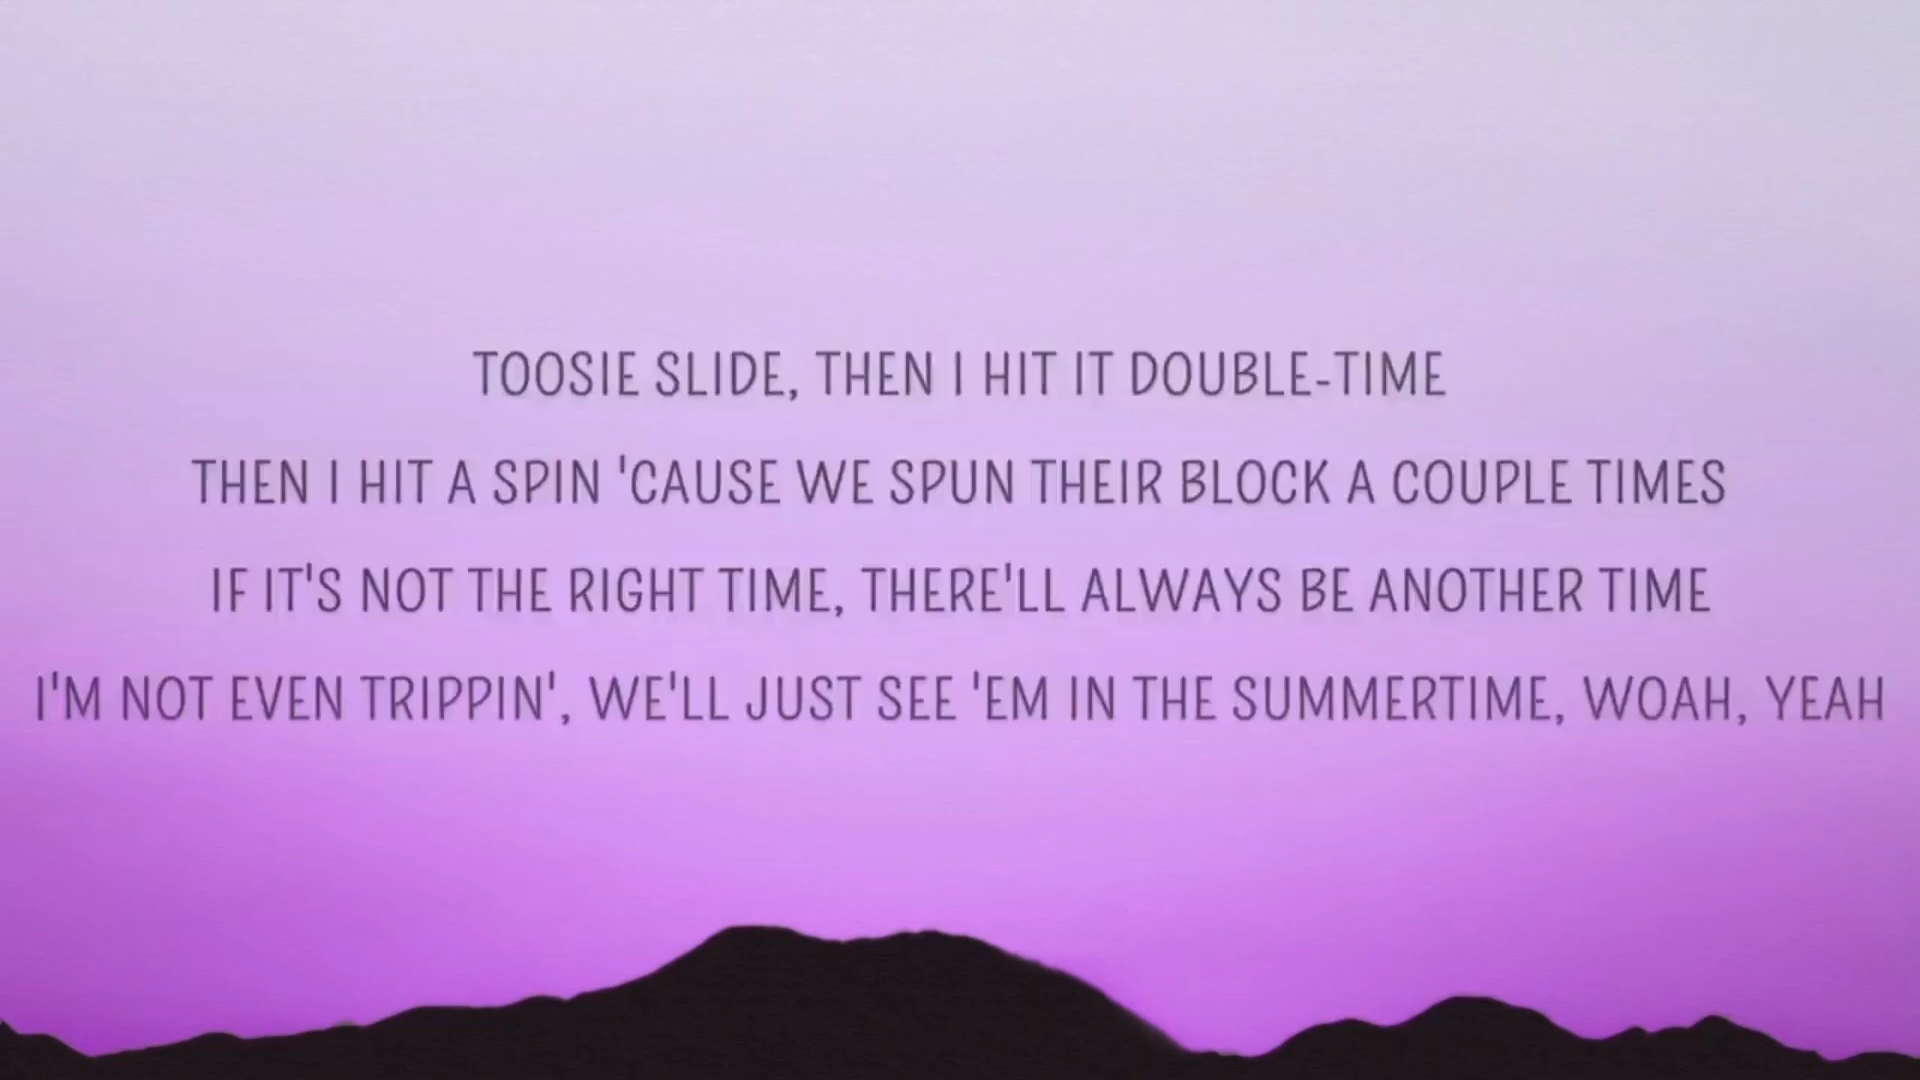 TOOSIE SLIDE, THEN I HIT IT DOUBLE-TIME
THEN I HIT A SPIN 'CAUSE WE SPUN THEIR BLOCK A COUPLE TIMES
IF IT'S NOT THE RIGHT TIME, THERE'LL ALWAYS BE ANOTHER TIME
I'M NOT EVEN TRIPPIN', WE'LL JUST SEE 'EM IN THE SUMMERTIME, WOAH, YEAH